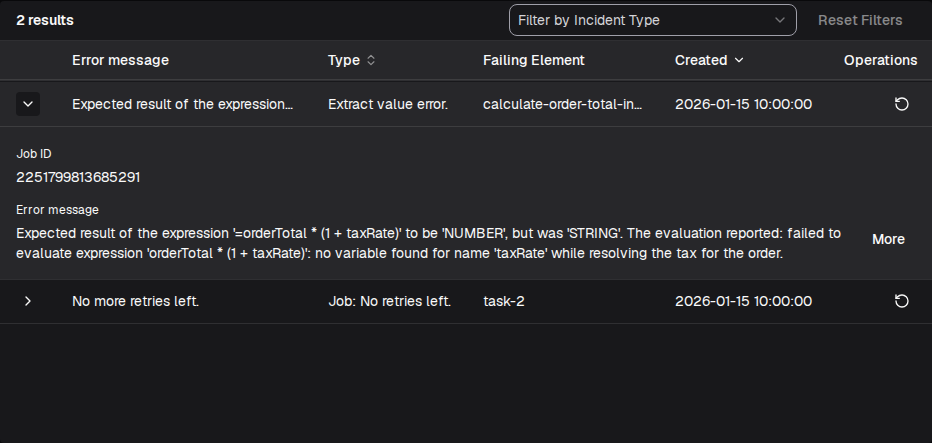 2 results
Filter by Incident Type
Reset Filters
Error message
Type
Failing Element
Created
Operations
Expected result of the expression...
Extract value error.
calculate-order-total-in...
2026-01-15 10:00:00
Job ID
2251799813685291
Error message
Expected result of the expression '=orderTotal * (1 + taxRate)' to be 'NUMBER', but was 'STRING'. The evaluation reported: failed to
evaluate expression 'orderTotal * (1 + taxRate)': no variable found for name 'taxRate' while resolving the tax for the order.
More
No more retries left.
Job: No retries left.
task-2
2026-01-15 10:00:00